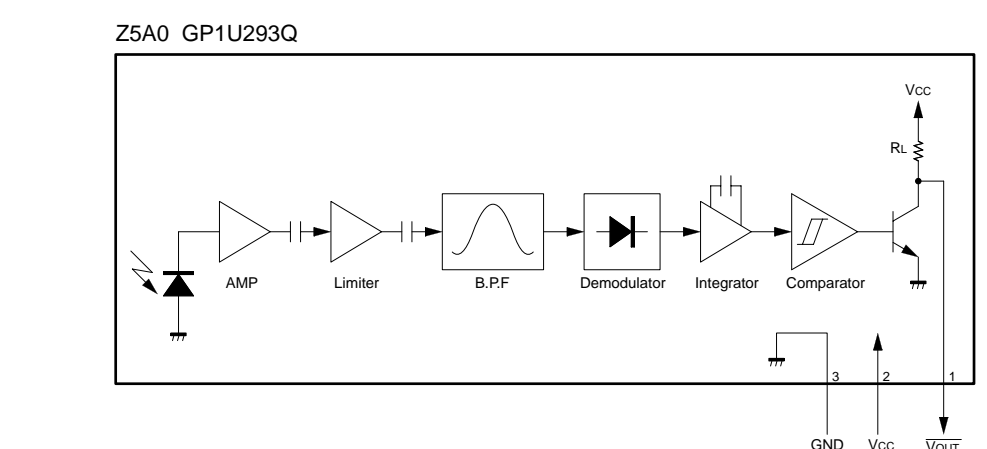 Z5A0 GP1U293Q
VCC
RL
AMP
Limiter
B.P.F
Demodulator
Integrator
Comparator
3
2
1
GND
VCC
VOUT